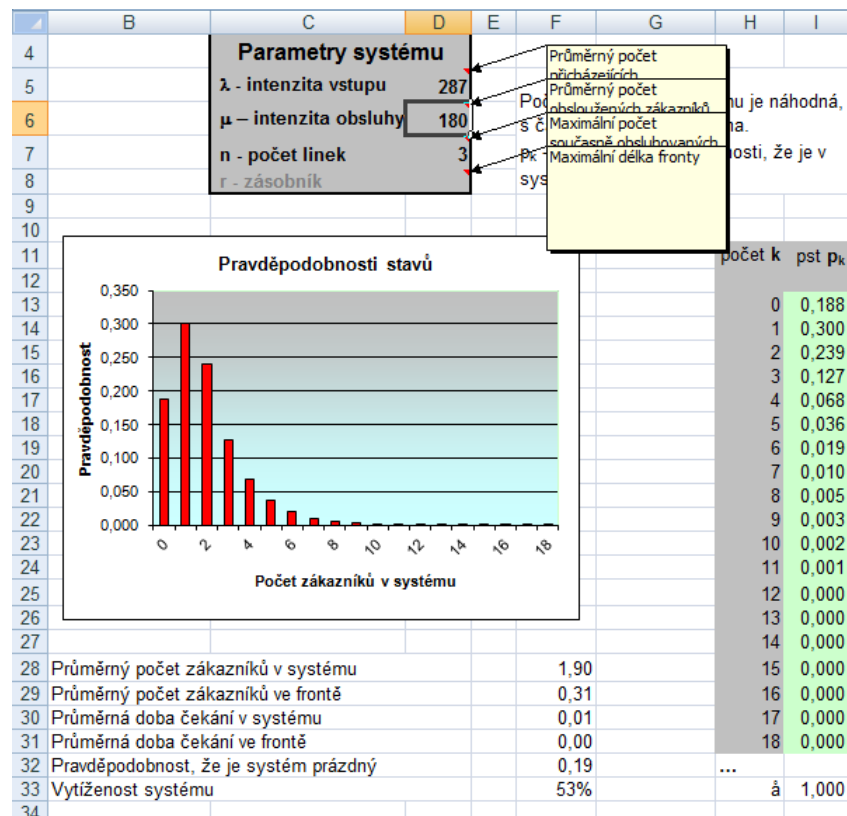 B C D E F G H I
4 Parametry systému
5 λ - intenzita vstupu 287
6 μ – intenzita obsluhy 180
7 n - počet linek 3
8 r - zásobník
Průměrný počet
přicházejících
Průměrný počet
obsloužených zákazníků
Maximální počet
současně obsluhovaných
Maximální délka fronty
nu je náhodná,
s č
na.
pk -
nosti, že je v
sys
9
10
11 počet k pst pk
12
13 0 0,188
14 1 0,300
15 2 0,239
16 3 0,127
17 4 0,068
18 5 0,036
19 6 0,019
20 7 0,010
21 8 0,005
22 9 0,003
23 10 0,002
24 11 0,001
25 12 0,000
26 13 0,000
27 14 0,000
Pravděpodobnosti stavů
Pravděpodobnost
0,350
0,300
0,250
0,200
0,150
0,100
0,050
0,000
0 2 4 6 8 10 12 14 16 18
Počet zákazníků v systému
28 Průměrný počet zákazníků v systému 1,90 15 0,000
29 Průměrný počet zákazníků ve frontě 0,31 16 0,000
30 Průměrná doba čekání v systému 0,01 17 0,000
31 Průměrná doba čekání ve frontě 0,00 18 0,000
32 Pravděpodobnost, že je systém prázdný 0,19 ...
33 Vytíženost systému 53% å 1,000
34